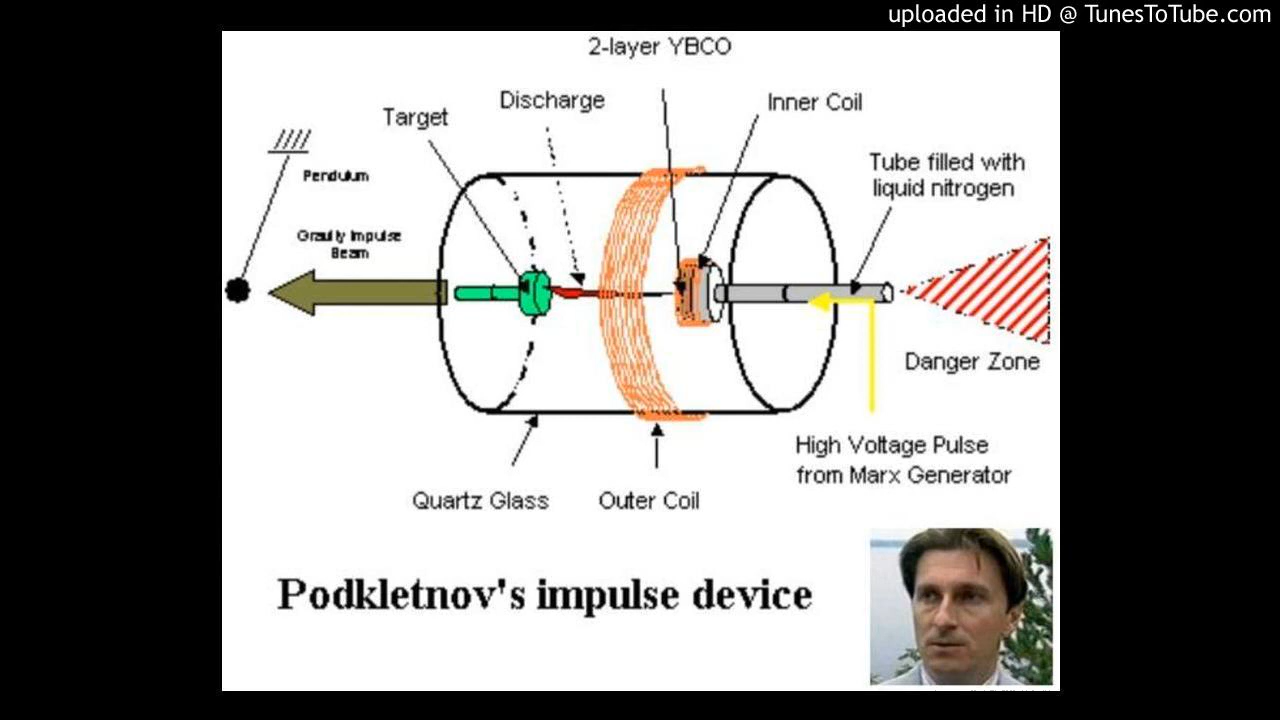 uploaded in HD @ TunesToTube.com
2-layer YBCO
Discharge
Inner Coil
Target
Tube filled with
liquid nitrogen
Pendulum
Gravity Impulse
Beam
Danger Zone
High Voltage Pulse
from Marx Generator
Quartz Glass
Outer Coil
Podkletnov's impulse device